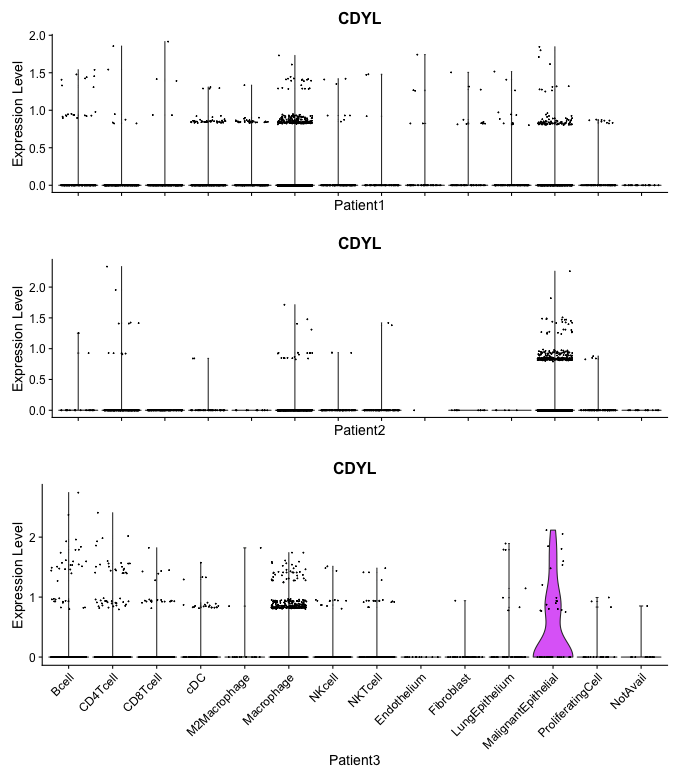 CDYL
Expression Level
2.0
1.5
1.0
0.5
0.0
Patient1
CDYL
Expression Level
2.0
1.5
1.0
0.5
0.0
Patient2
CDYL
Expression Level
2
1
0
Bcell
CD4Tcell
CD8Tcell
cDC
M2Macrophage
Macrophage
NKcell
NKTcell
Endothelium
Fibroblast
LungEpithelium
MalignantEpithelial
ProliferatingCell
NotAvail
Patient3